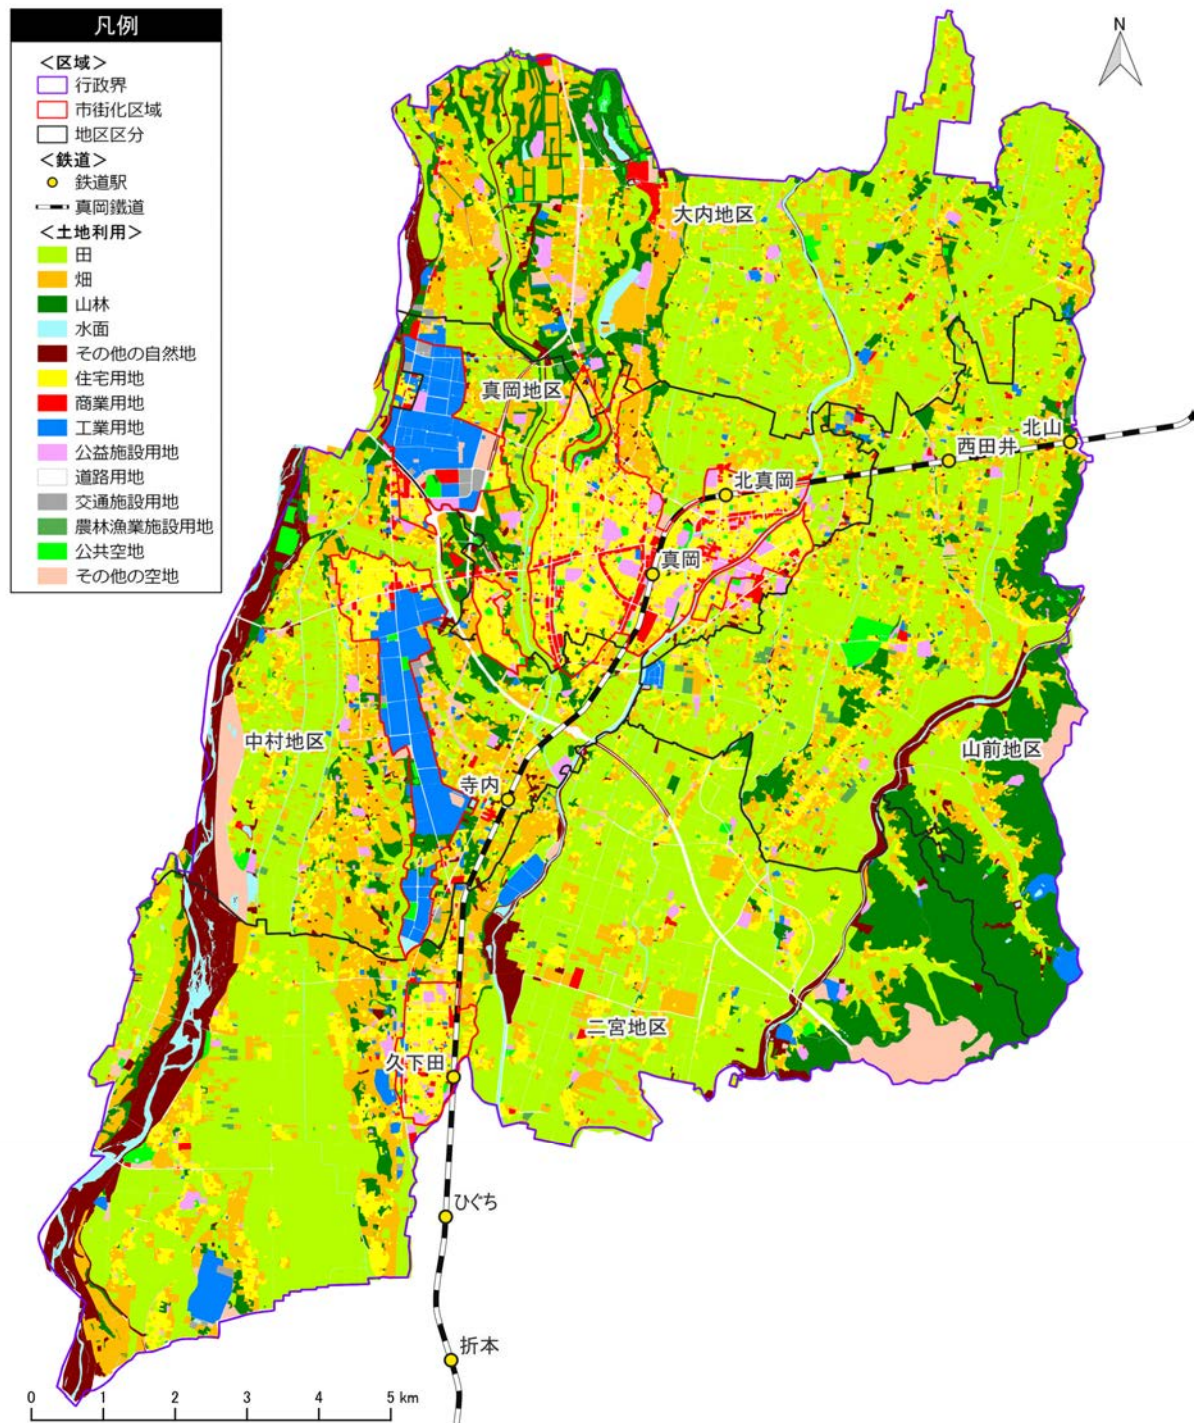 凡例
＜区域＞
行政界
市街化区域
地区区分
＜鉄道＞
鉄道駅
真岡鐵道
＜土地利用＞
田
畑
山林
水面
その他の自然地
住宅用地
商業用地
工業用地
公益施設用地
道路用地
交通施設用地
農林漁業施設用地
公共空地
その他の空地
N
大内地区
真岡地区
北山
西田井
北真岡
真岡
中村地区
山前地区
寺内
二宮地区
久下田
ひぐち
折本
0 1 2 3 4 5 km